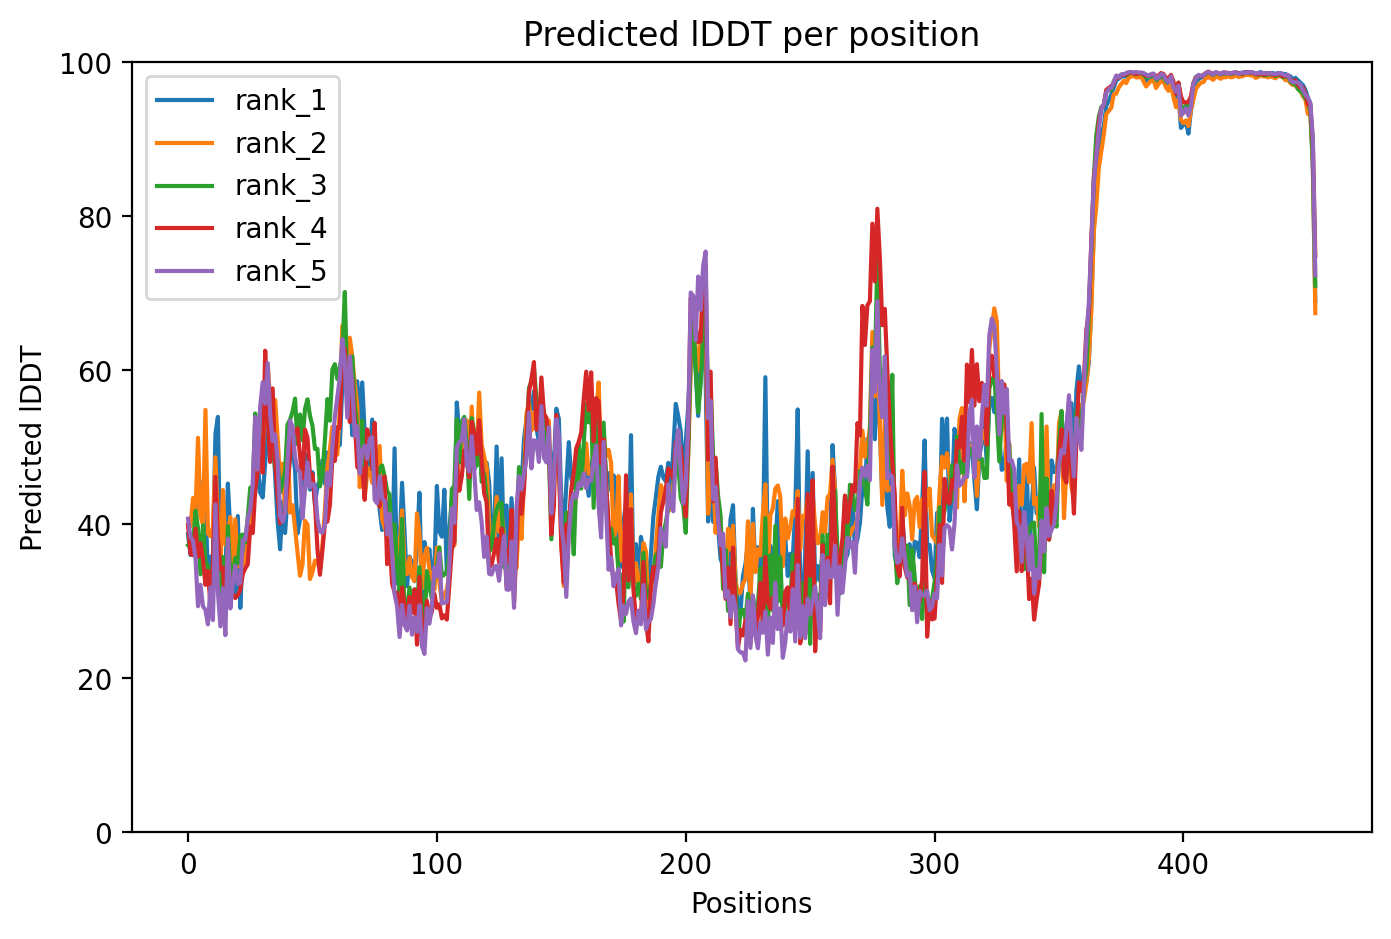 Predicted lDDT per position
100
80
60
40
20
0
Predicted lDDT
rank_1
rank_2
rank_3
rank_4
rank_5
0 100 200 300 400
Positions